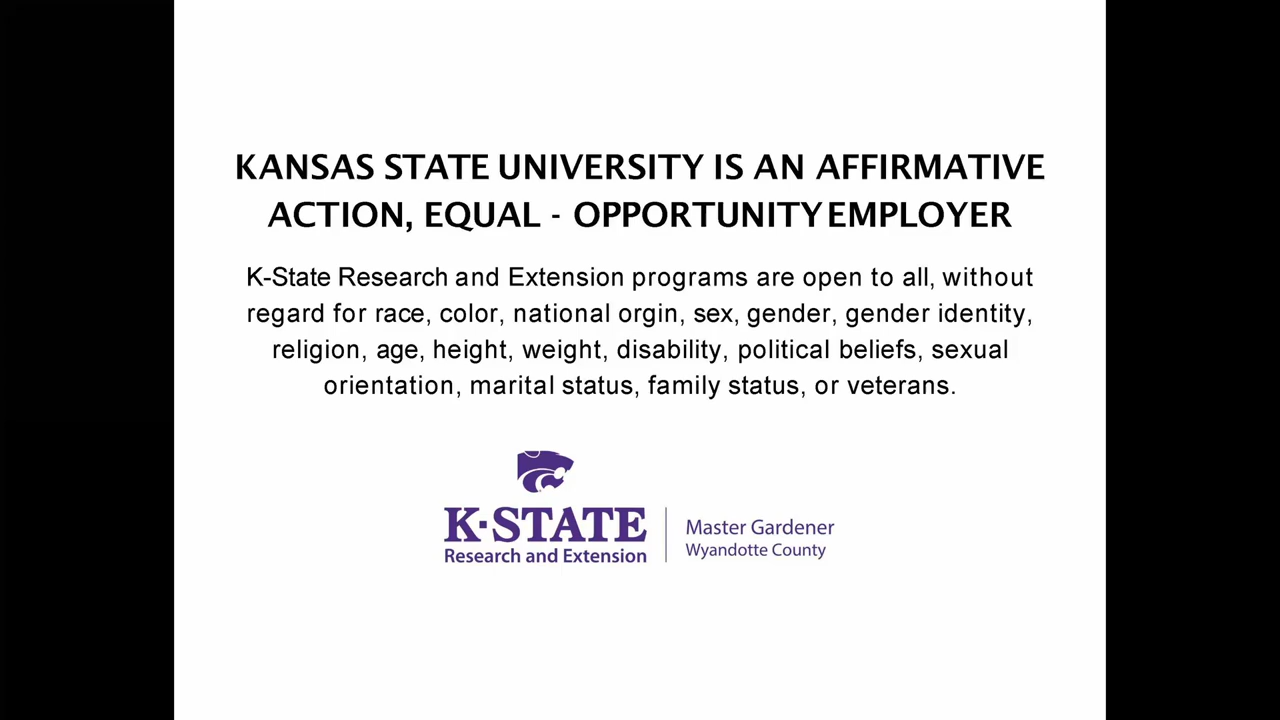 KANSAS STATE UNIVERSITY IS AN AFFIRMATIVE
ACTION, EQUAL - OPPORTUNITY EMPLOYER
K-State Research and Extension programs are open to all, without
regard for race, color, national orgin, sex, gender, gender identity,
religion, age, height, weight, disability, political beliefs, sexual
orientation, marital status, family status, or veterans.
K-STATE
Research and Extension
Master Gardener
Wyandotte County